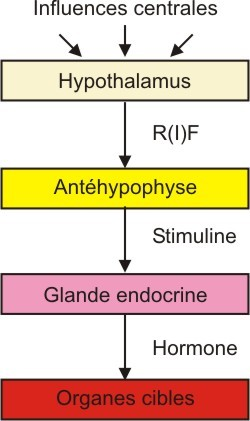 Influences centrales
Hypothalamus
R(I)F
Antéhypophyse
Stimuline
Glande endocrine
Hormone
Organes cibles